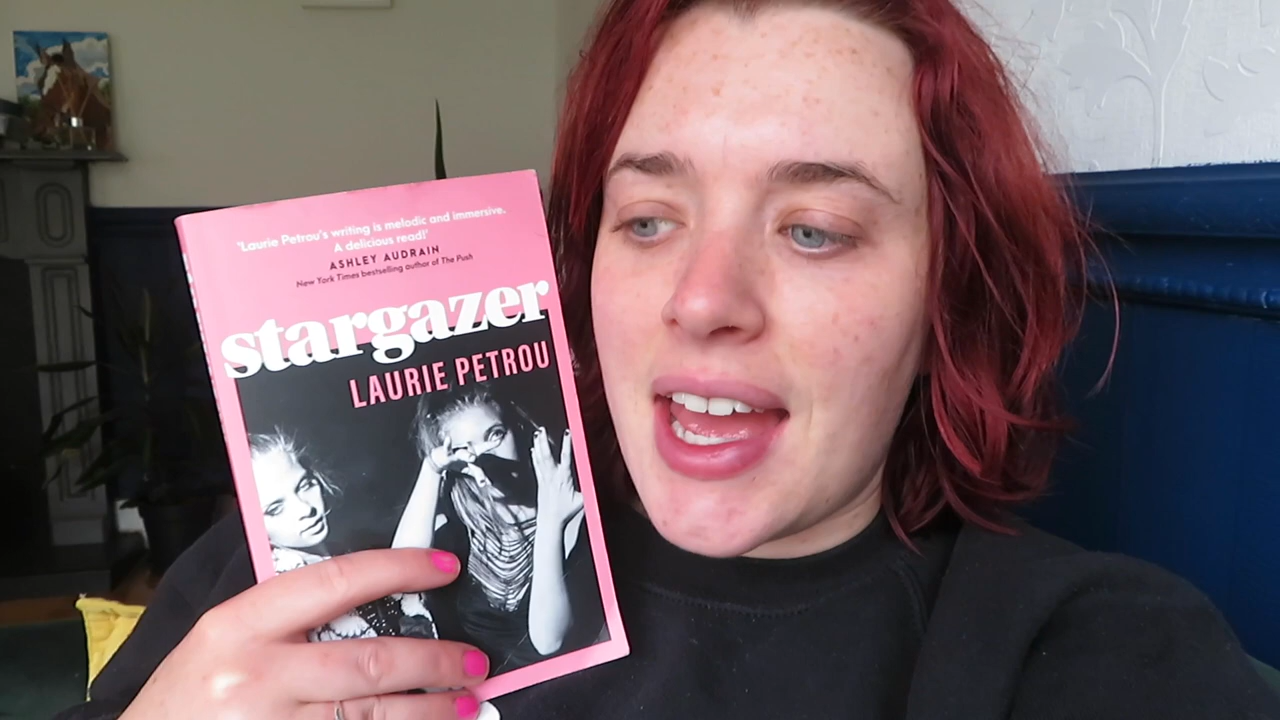 'Laurie Petrou's writing is melodic and immersive.
A delicious read!'
ASHLEY AUDRAIN
New York Times bestselling author of The Push
stargazer
LAURIE PETROU